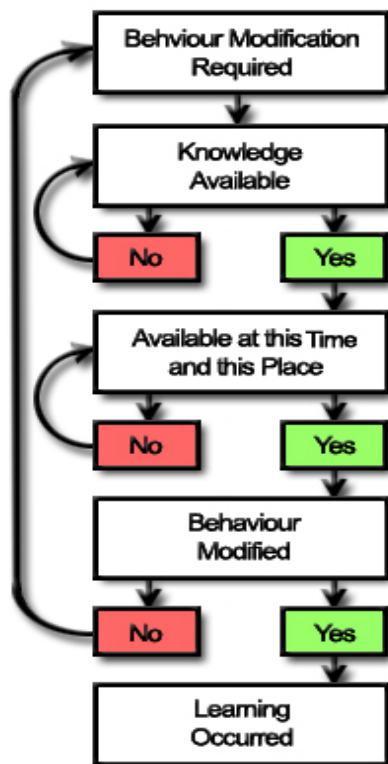 Behviour Modification
Required
Knowledge
Available
No
Yes
Available at this Time
and this Place
No
Yes
Behaviour
Modified
No
Yes
Learning
Occurred